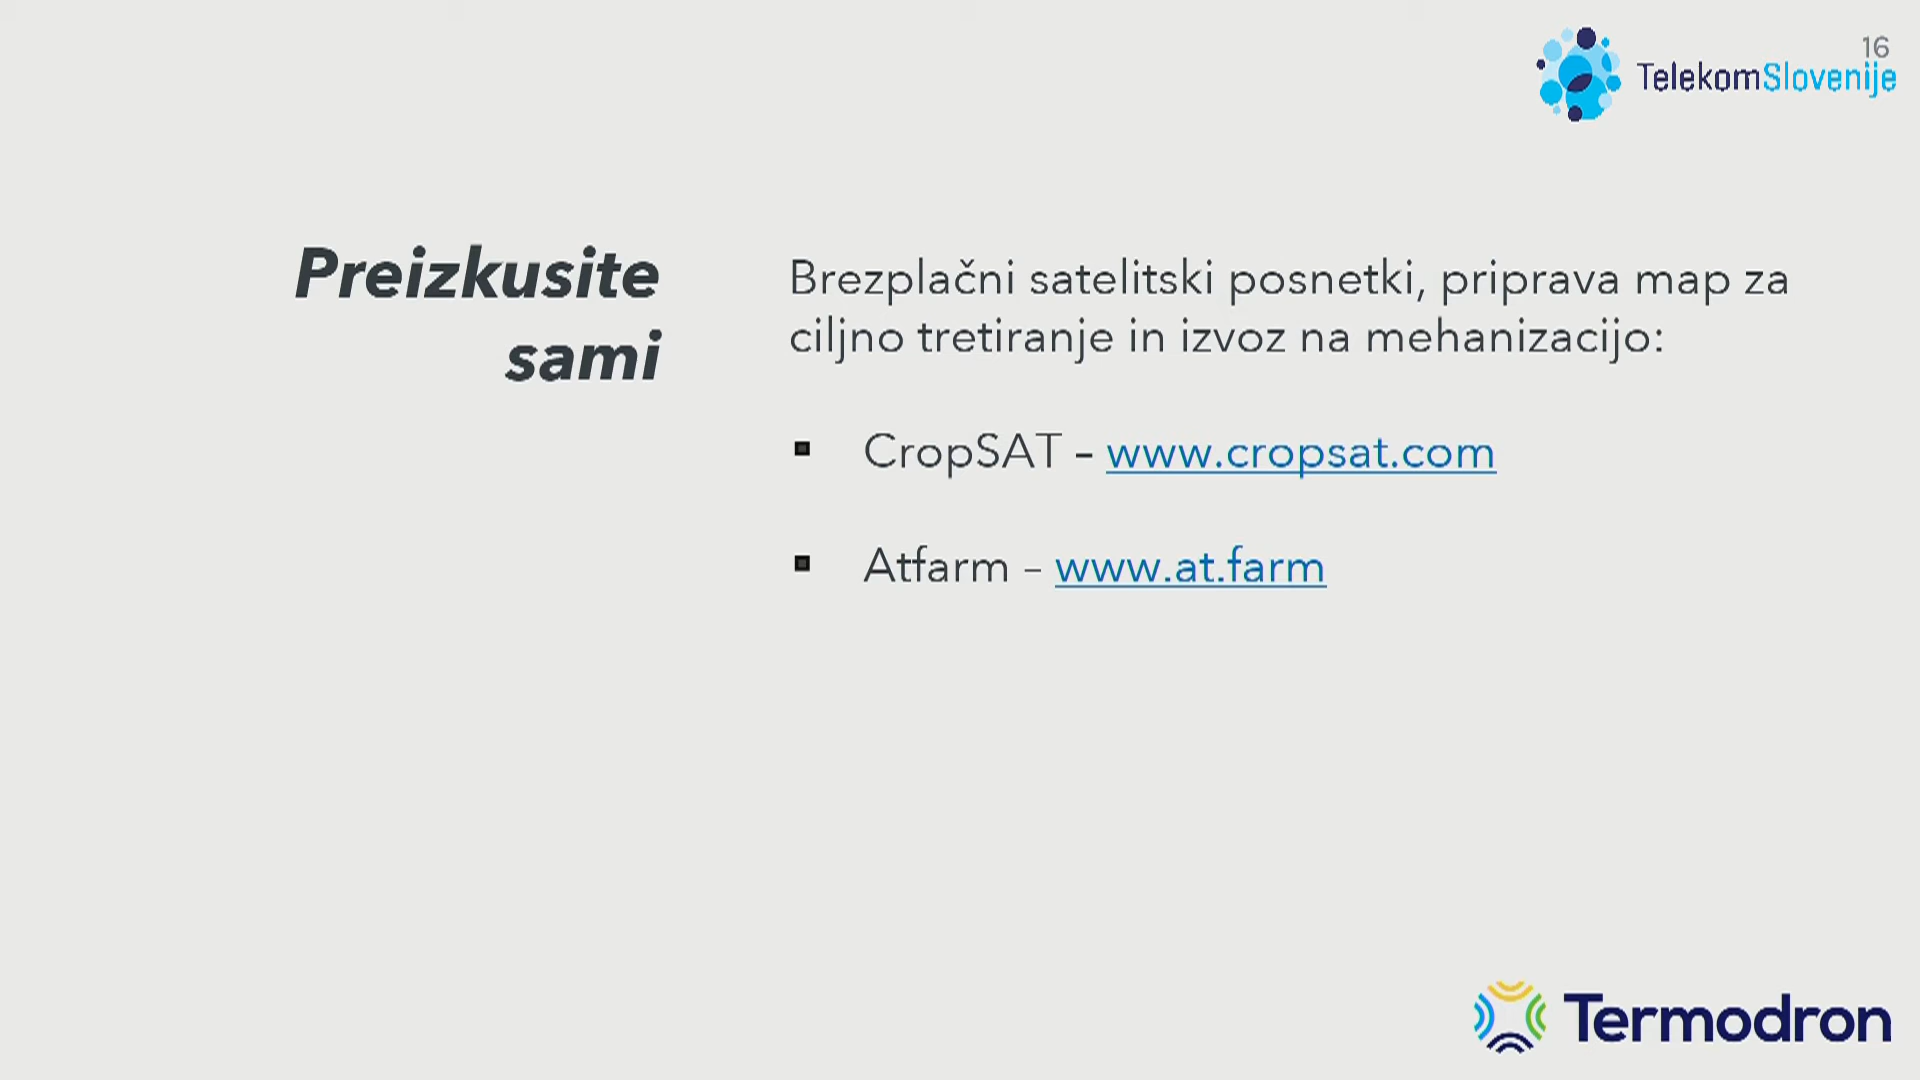 16
TelekomSlovenije
Preizkusite
sami
Brezplačni satelitski posnetki, priprava map za
ciljno tretiranje in izvoz na mehanizacijo:
▪ CropSAT – www.cropsat.com
▪ Atfarm – www.at.farm
Termodron